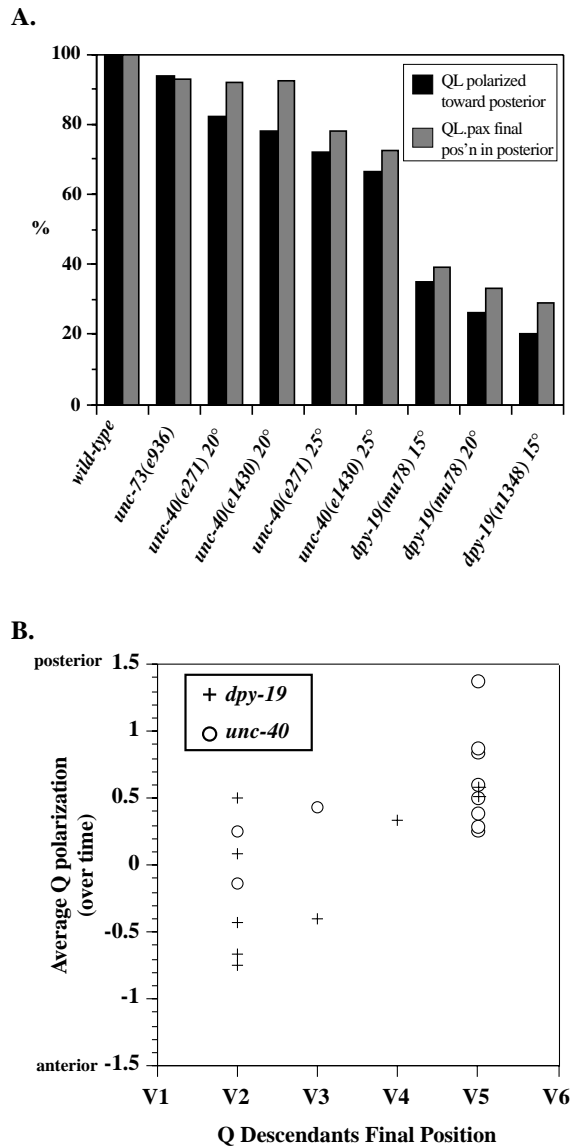 A.
100
80
60
%
40
20
0
QL polarized
toward posterior
QL.pax final
pos'n in posterior
wild-type
unc-73(e936)
unc-40(e271) 20°
unc-40(e1430) 20°
unc-40(e271) 25°
unc-40(e1430) 25°
dpy-19(mu78) 15°
dpy-19(mu78) 20°
dpy-19(n1348) 15°
B.
posterior
1.5
1
0.5
0
-0.5
-1
-1.5
anterior
Average Q polarization
(over time)
dpy-19
unc-40
V1 V2 V3 V4 V5 V6
Q Descendants Final Position